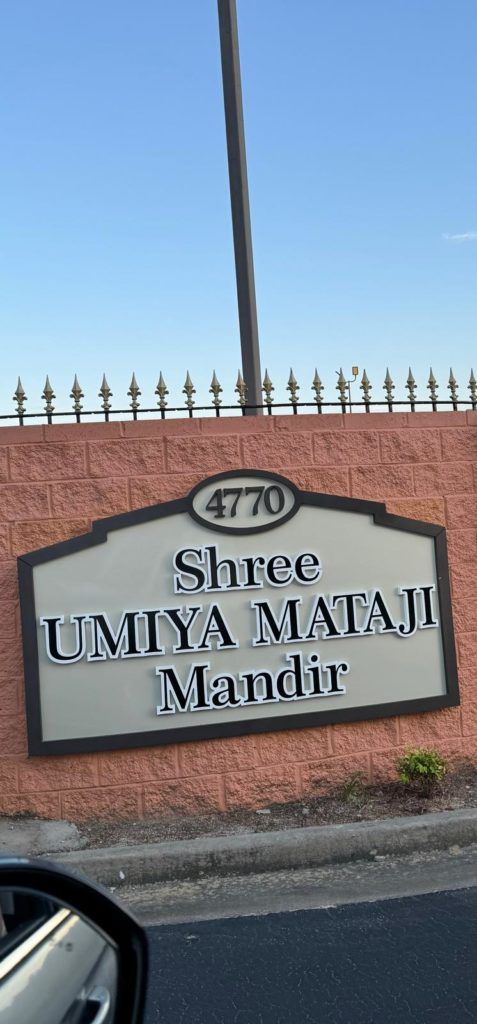 4770
Shree
UMIYA MATAJI
Mandir